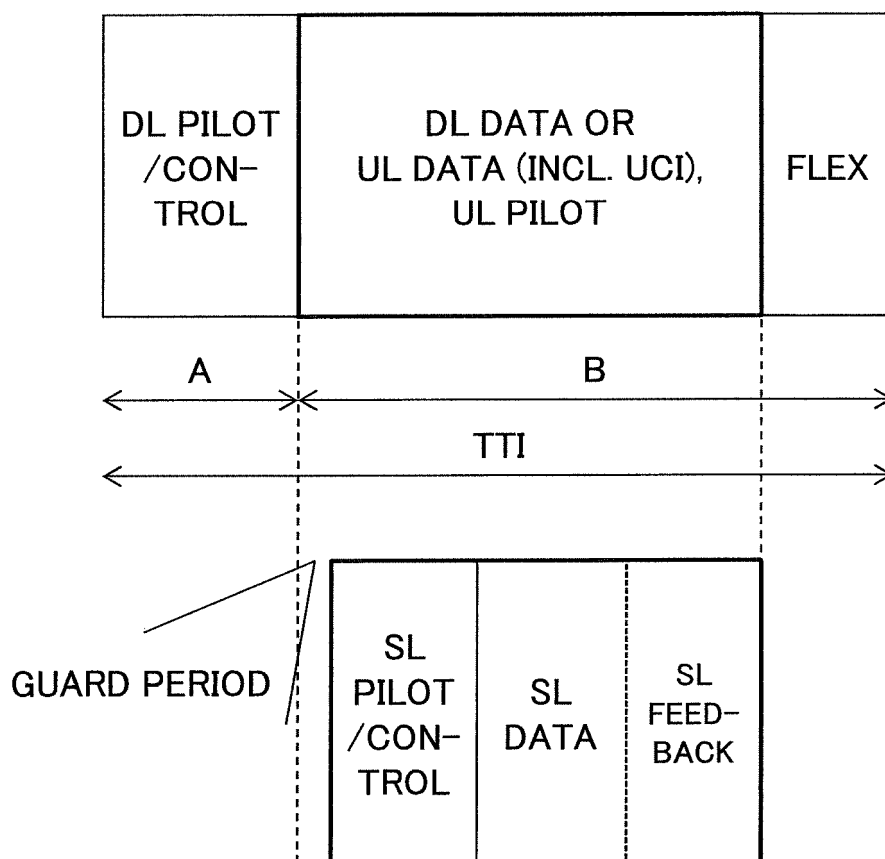 DL PILOT
/CON-
TROL
DL DATA OR
UL DATA (INCL. UCI),
UL PILOT
FLEX
A
B
TTI
GUARD PERIOD
SL
PILOT
/CON-
TROL
SL
DATA
SL
FEED-
BACK